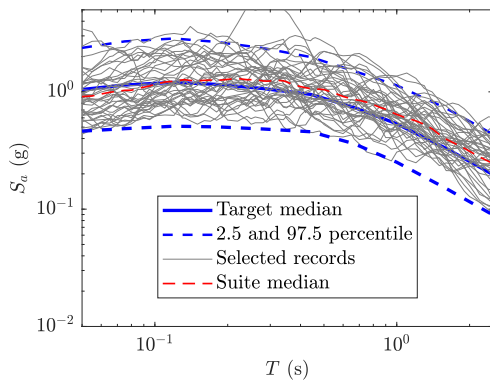 10^0
10^-1
10^-2
S_a (g)
Target median
2.5 and 97.5 percentile
Selected records
Suite median
10^-1
10^0
T (s)